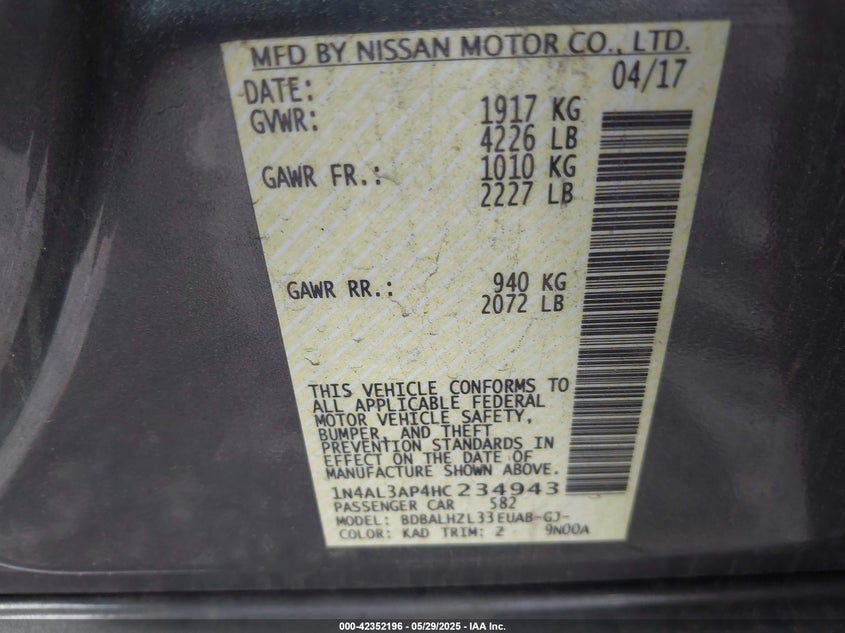 MFD BY NISSAN MOTOR CO., LTD.
DATE: 04/17
GVWR: 1917 KG
4226 LB
GAWR FR.: 1010 KG
2227 LB
GAWR RR.: 940 KG
2072 LB
THIS VEHICLE CONFORMS TO
ALL APPLICABLE FEDERAL
MOTOR VEHICLE SAFETY,
BUMPER, AND THEFT
PREVENTION STANDARDS IN
EFFECT ON THE DATE OF
MANUFACTURE SHOWN ABOVE.
1N4AL3AP4HC234943
PASSENGER CAR 582
MODEL: BDBALHZL33EUAB-GJ-
COLOR: KAD TRIM: Z 9N00A
000-42352196 - 05/29/2025 - IAA Inc.